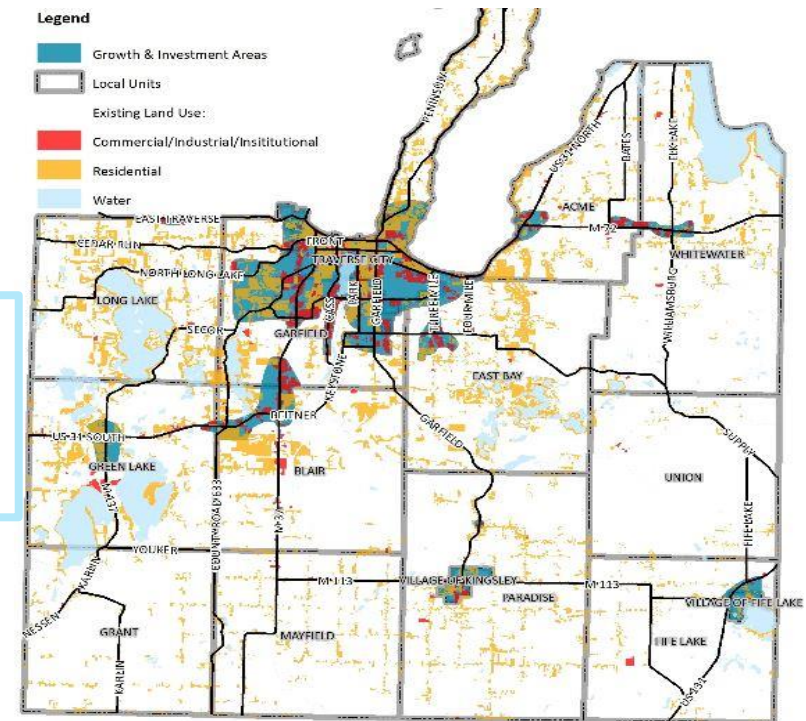 Legend
Growth & Investment Areas
Local Units
Existing Land Use:
Commercial/Industrial/Insititutional
Residential
Water
PENINSULA
US-31 NORTH
BATES
ELK LAKE
ACME
M-72
WHITEWATER
EAST TRAVERSE
CEDAR RUN
FRONT
TRAVERSE CITY
NORTH LONG LAKE
LONG LAKE
PARK
GARFIELD
THREE MILE
FOUR MILE
CASS
SECOR
GARFIELD
WILLIAMSBURG
KEYSTONE
EAST BAY
BEITNER
GARFIELD
US-31 SOUTH
GREEN LAKE
BLAIR
SUPPLY
UNION
M-137
COUNTY ROAD 633
M-37
FIFE LAKE
YOUKER
M-113
VILLAGE OF KINGSLEY
M-113
PARADISE
VILLAGE OF FIFE LAKE
NESSEN
KARLIN
GRANT
MAYFIELD
FIFE LAKE
KARLIN
US-131